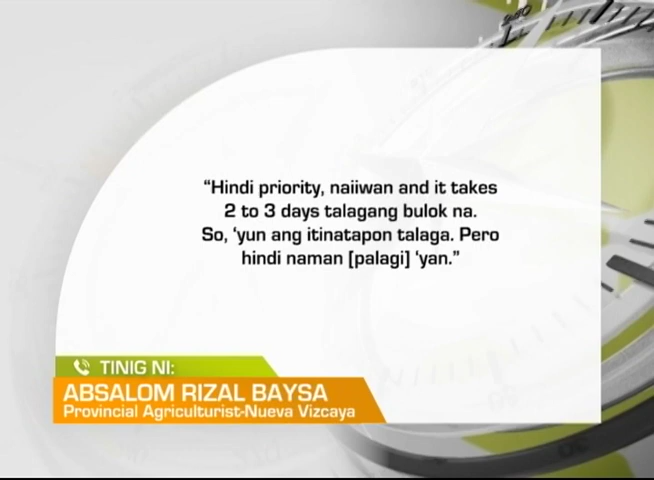 “Hindi priority, naiiwan and it takes
2 to 3 days talagang bulok na.
So, ‘yun ang itinatapon talaga. Pero
hindi naman [palagi] ‘yan.”
TINIG NI:
ABSALOM RIZAL BAYSA
Provincial Agriculturist-Nueva Vizcaya